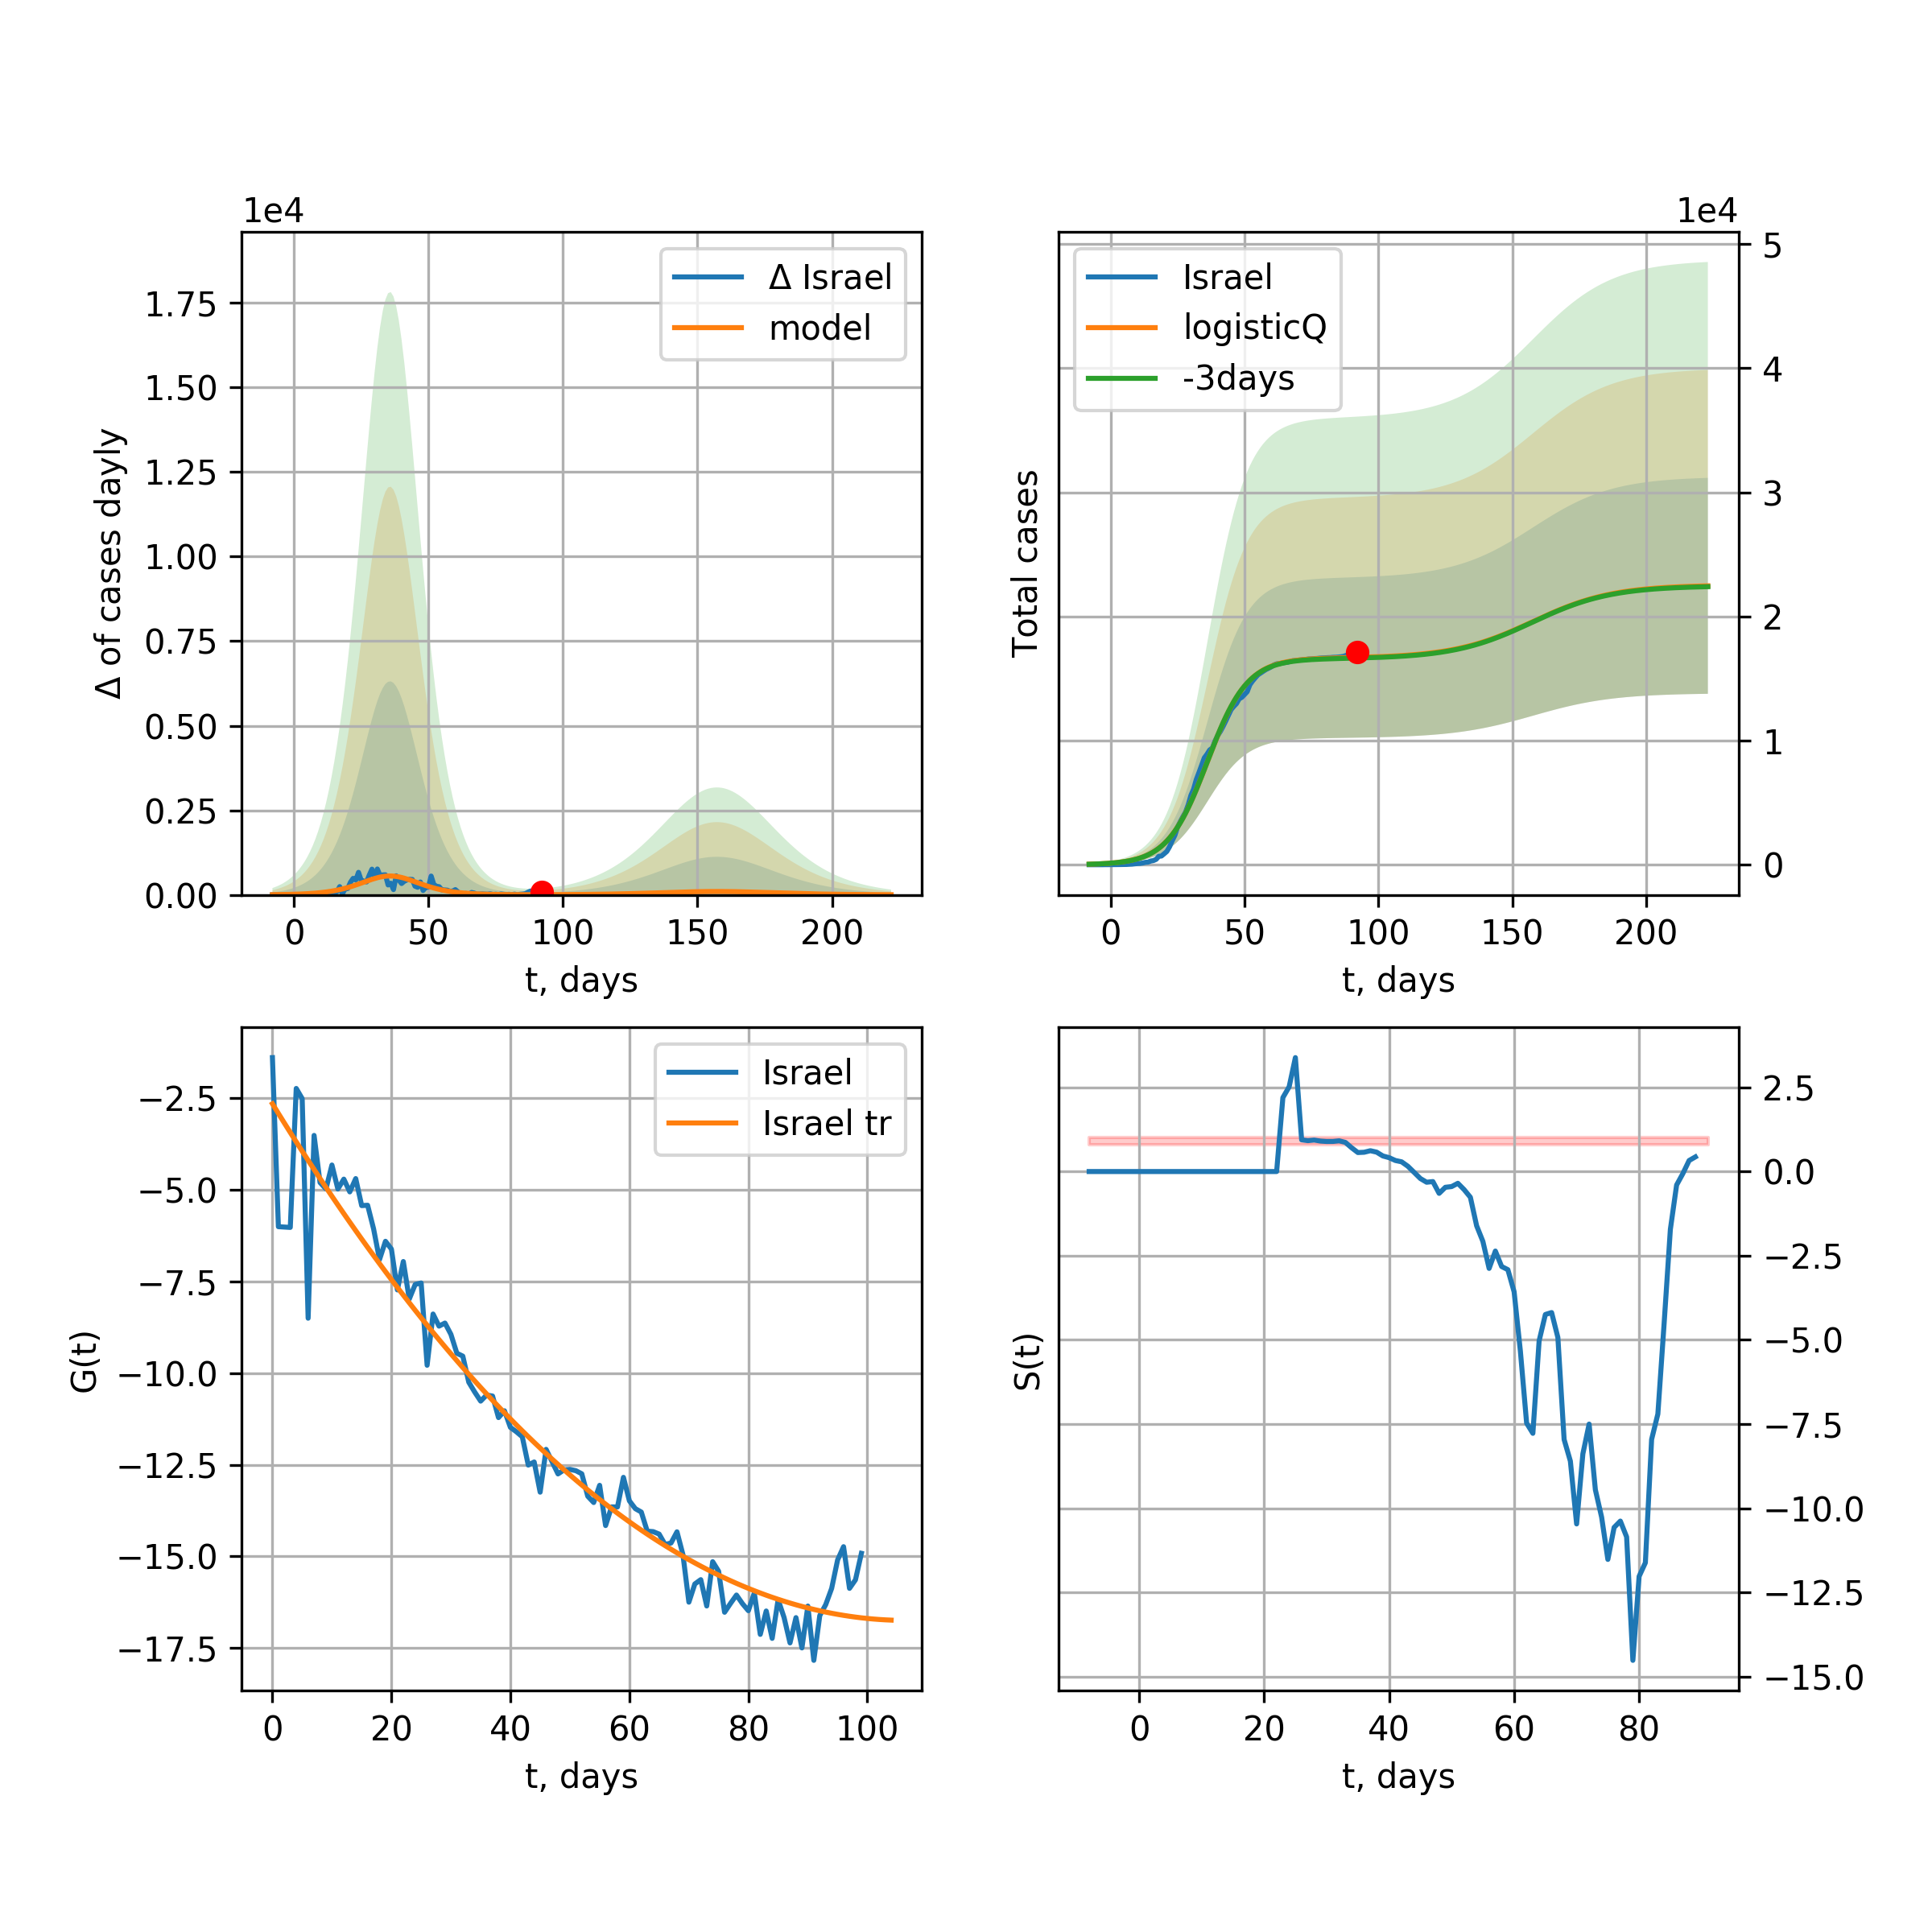 1e4
Δ of cases dayly
1.75
1.50
1.25
1.00
0.75
0.50
0.25
0.00
0 50 100 150 200
t, days
Δ Israel
model
1e4
Total cases
5
4
3
2
1
0
0 50 100 150 200
t, days
Israel
logisticQ
-3days
G(t)
−2.5
−5.0
−7.5
−10.0
−12.5
−15.0
−17.5
0 20 40 60 80 100
t, days
Israel
Israel tr
S(t)
2.5
0.0
−2.5
−5.0
−7.5
−10.0
−12.5
−15.0
0 20 40 60 80
t, days